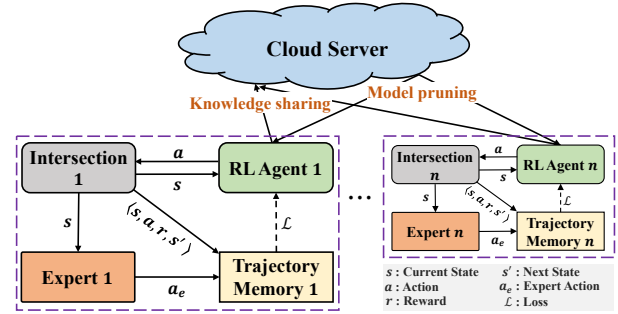 Cloud Server
Knowledge sharing
Model pruning
Intersection
1
a
s
RL Agent 1
s
⟨s, a, r, s′⟩
ℒ
Expert 1
a_e
Trajectory
Memory 1
...
Intersection
n
a
s
RL Agent n
s
⟨s, a, r, s′⟩
ℒ
Expert n
a_e
Trajectory
Memory n
s : Current State
s′ : Next State
a : Action
a_e : Expert Action
r : Reward
ℒ : Loss